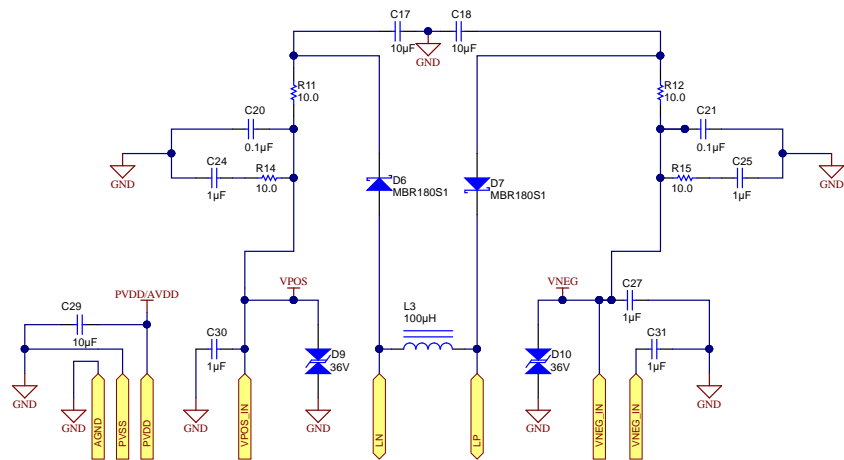 C17
10µF
GND
C18
10µF
R11
10.0
R12
10.0
C20
0.1µF
C21
0.1µF
GND
C24
1µF
R14
10.0
D6
MBR180S1
D7
MBR180S1
R15
10.0
C25
1µF
GND
PVDD/AVDD
C29
10µF
GND
GND
AGND
PVSS
PVDD
VPOS
C30
1µF
GND
VPOS_IN
D9
36V
GND
L3
100µH
LN
LP
VNEG
D10
36V
GND
C27
1µF
C31
1µF
GND
VNEG_IN
VNEG_IN